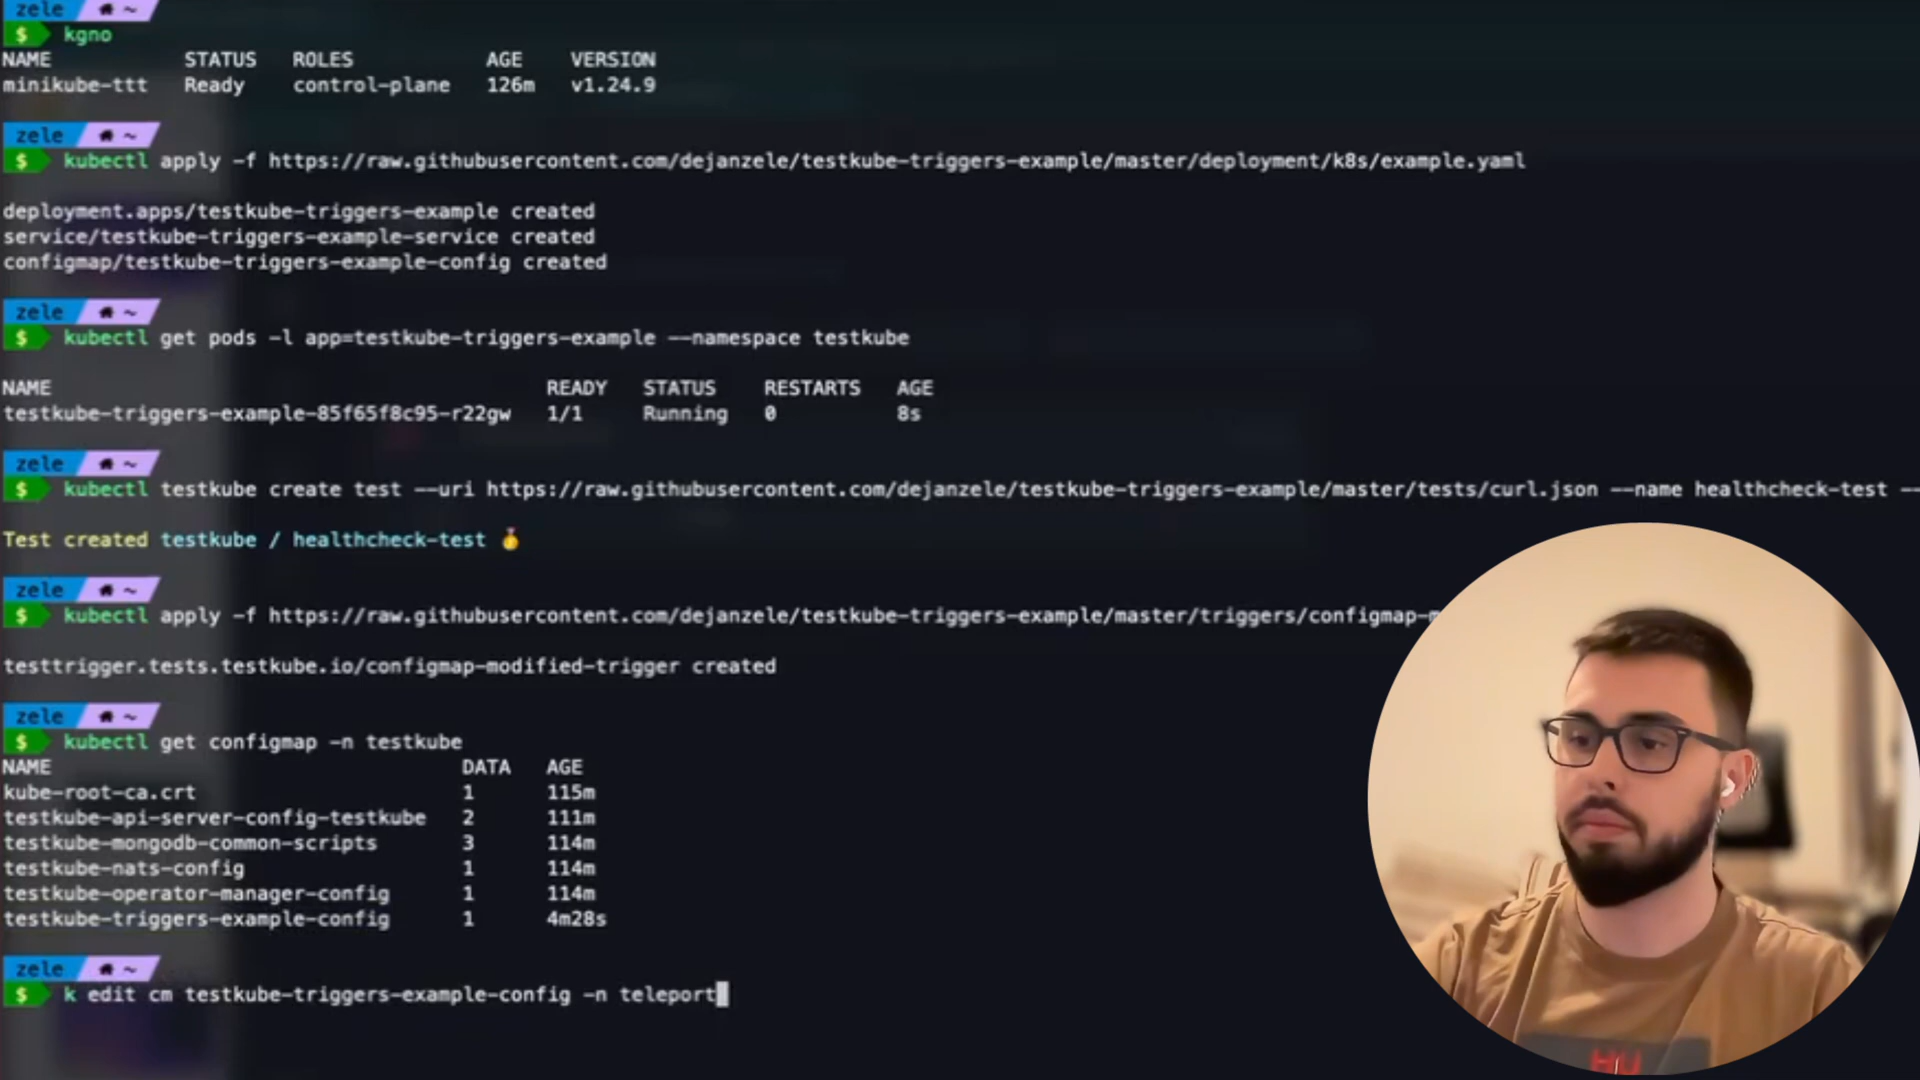 zele ~
$ kgno
NAME STATUS ROLES AGE VERSION
minikube-ttt Ready control-plane 126m v1.24.9
zele ~
$ kubectl apply -f https://raw.githubusercontent.com/dejanzele/testkube-triggers-example/master/deployment/k8s/example.yaml
deployment.apps/testkube-triggers-example created
service/testkube-triggers-example-service created
configmap/testkube-triggers-example-config created
zele ~
$ kubectl get pods -l app=testkube-triggers-example --namespace testkube
NAME READY STATUS RESTARTS AGE
testkube-triggers-example-85f65f8c95-r22gw 1/1 Running 0 8s
zele ~
$ kubectl testkube create test --uri https://raw.githubusercontent.com/dejanzele/testkube-triggers-example/master/tests/curl.json --name healthcheck-test --
Test created testkube / healthcheck-test 🥇
zele ~
$ kubectl apply -f https://raw.githubusercontent.com/dejanzele/testkube-triggers-example/master/triggers/configmap-m
testtrigger.tests.testkube.io/configmap-modified-trigger created
zele ~
$ kubectl get configmap -n testkube
NAME DATA AGE
kube-root-ca.crt 1 115m
testkube-api-server-config-testkube 2 111m
testkube-mongodb-common-scripts 3 114m
testkube-nats-config 1 114m
testkube-operator-manager-config 1 114m
testkube-triggers-example-config 1 4m28s
zele ~
$ k edit cm testkube-triggers-example-config -n teleport
HU